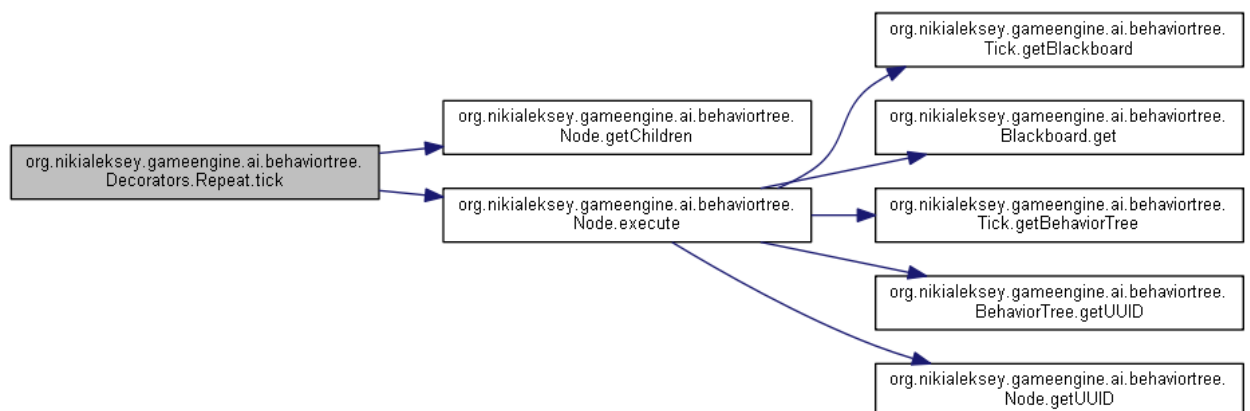 org.nikialeksey.gameengine.ai.behaviortree.
Decorators.Repeat.tick
org.nikialeksey.gameengine.ai.behaviortree.
Node.getChildren
org.nikialeksey.gameengine.ai.behaviortree.
Node.execute
org.nikialeksey.gameengine.ai.behaviortree.
Tick.getBlackboard
org.nikialeksey.gameengine.ai.behaviortree.
Blackboard.get
org.nikialeksey.gameengine.ai.behaviortree.
Tick.getBehaviorTree
org.nikialeksey.gameengine.ai.behaviortree.
BehaviorTree.getUUID
org.nikialeksey.gameengine.ai.behaviortree.
Node.getUUID